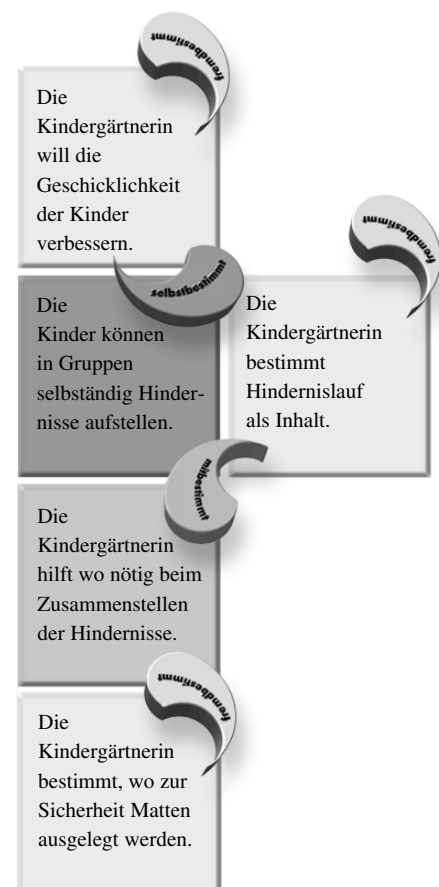 fremdbestimmt
Die
Kindergärtnerin
will die
Geschicklichkeit
der Kinder
verbessern.
selbstbestimmt
Die
Kinder können
in Gruppen
selbständig Hinder-
nisse aufstellen.
fremdbestimmt
Die
Kindergärtnerin
bestimmt
Hindernislauf
als Inhalt.
mitbestimmt
Die
Kindergärtnerin
hilft wo nötig beim
Zusammenstellen
der Hindernisse.
fremdbestimmt
Die
Kindergärtnerin
bestimmt, wo zur
Sicherheit Matten
ausgelegt werden.